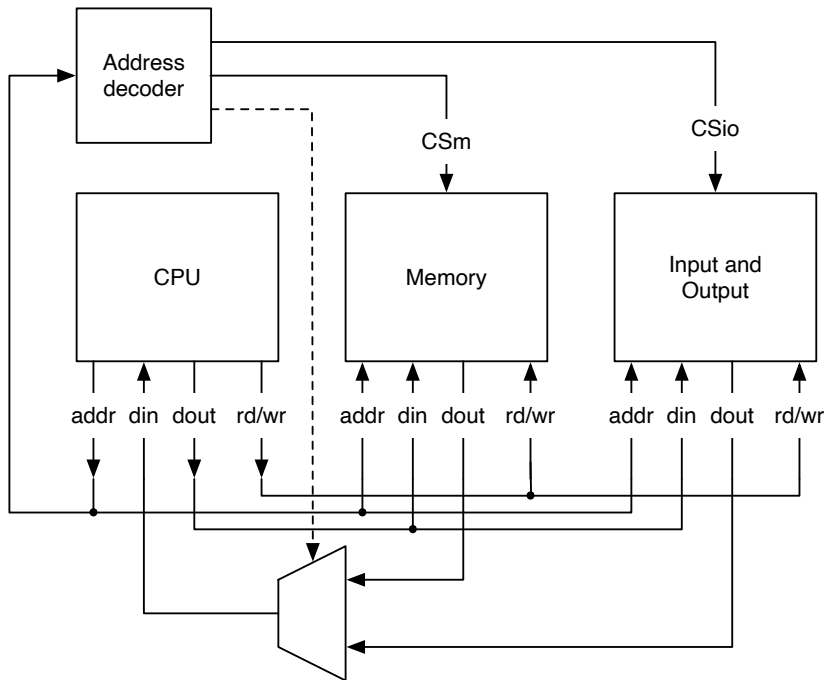 Address
decoder
CSm
CSio
CPU
Memory
Input and
Output
addr din dout rd/wr
addr din dout rd/wr
addr din dout rd/wr